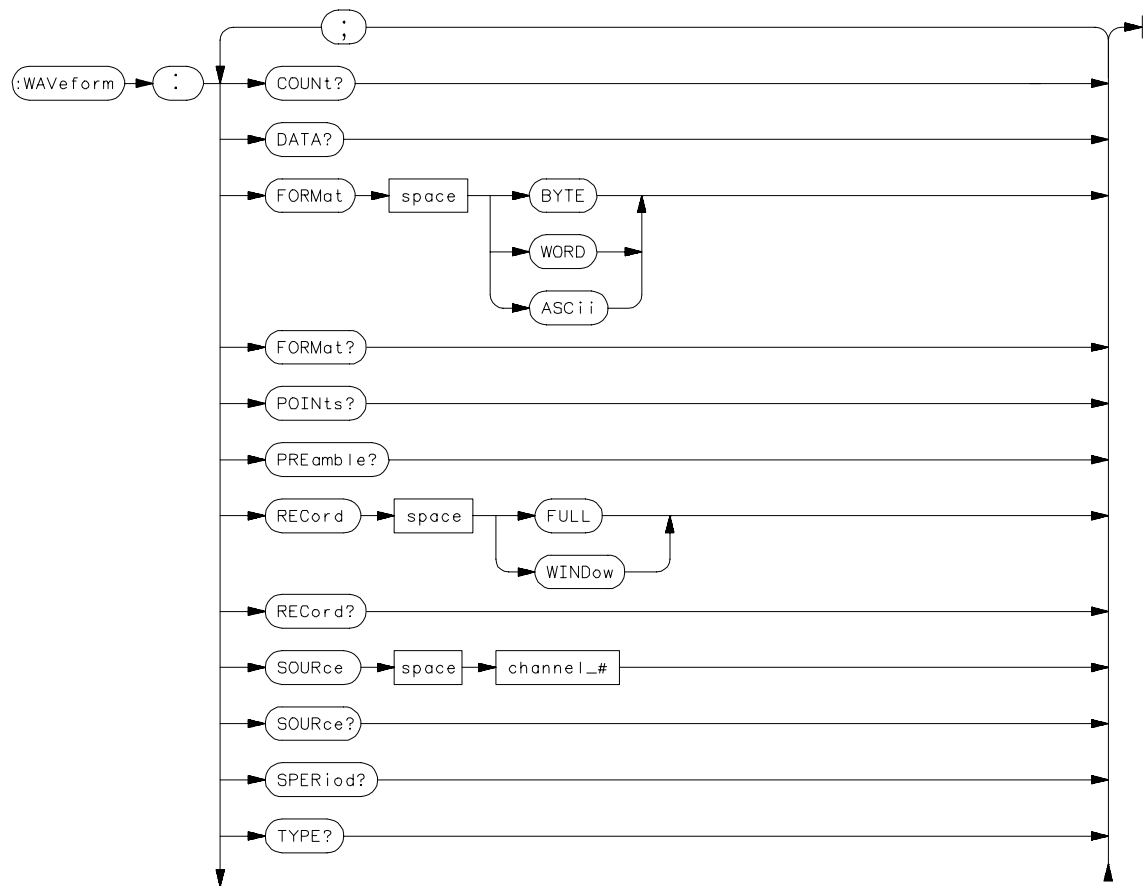 ;
:WAVeform : COUNt?
DATA?
FORMat space BYTE
WORD
ASCii
FORMat?
POINts?
PREamble?
RECord space FULL
WINDow
RECord?
SOURce space channel_#
SOURce?
SPERiod?
TYPE?